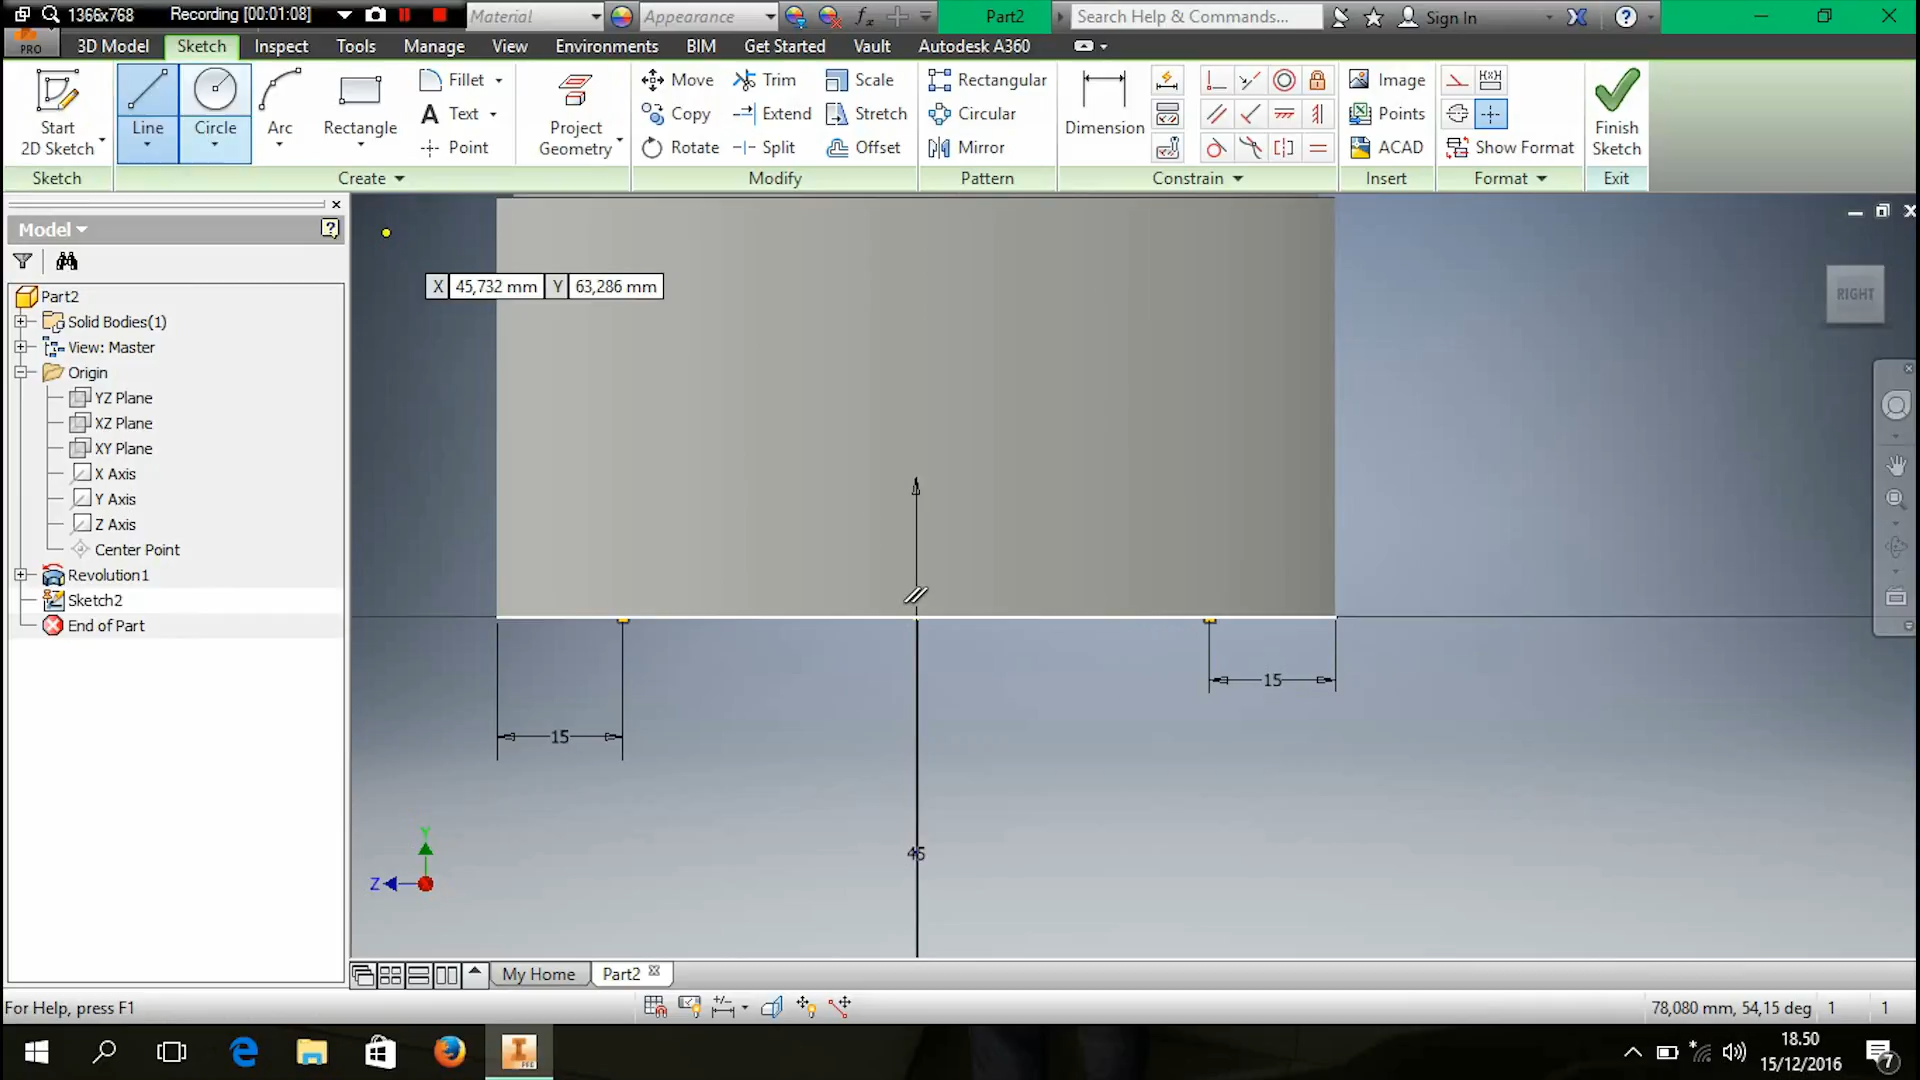 1366x768 Recording [00:01:08] Material Appearance Part2 Search Help & Commands... Sign In
PRO 3D Model Sketch Inspect Tools Manage View Environments BIM Get Started Vault Autodesk A360
Start 2D Sketch
Line
Circle
Arc
Rectangle
Fillet
Text
Point
Project Geometry
Move Trim Scale
Copy Extend Stretch
Rotate Split Offset
Rectangular
Circular
Mirror
Dimension
Image
Points
ACAD
Show Format
Finish Sketch
Sketch Create Modify Pattern Constrain Insert Format Exit
Model
Part2
Solid Bodies(1)
View: Master
Origin
YZ Plane
XZ Plane
XY Plane
X Axis
Y Axis
Z Axis
Center Point
Revolution1
Sketch2
End of Part
X 45,732 mm Y 63,286 mm
RIGHT
15
15
45
Y
Z
My Home Part2
For Help, press F1
78,080 mm, 54,15 deg 1 1
18.50
15/12/2016
7